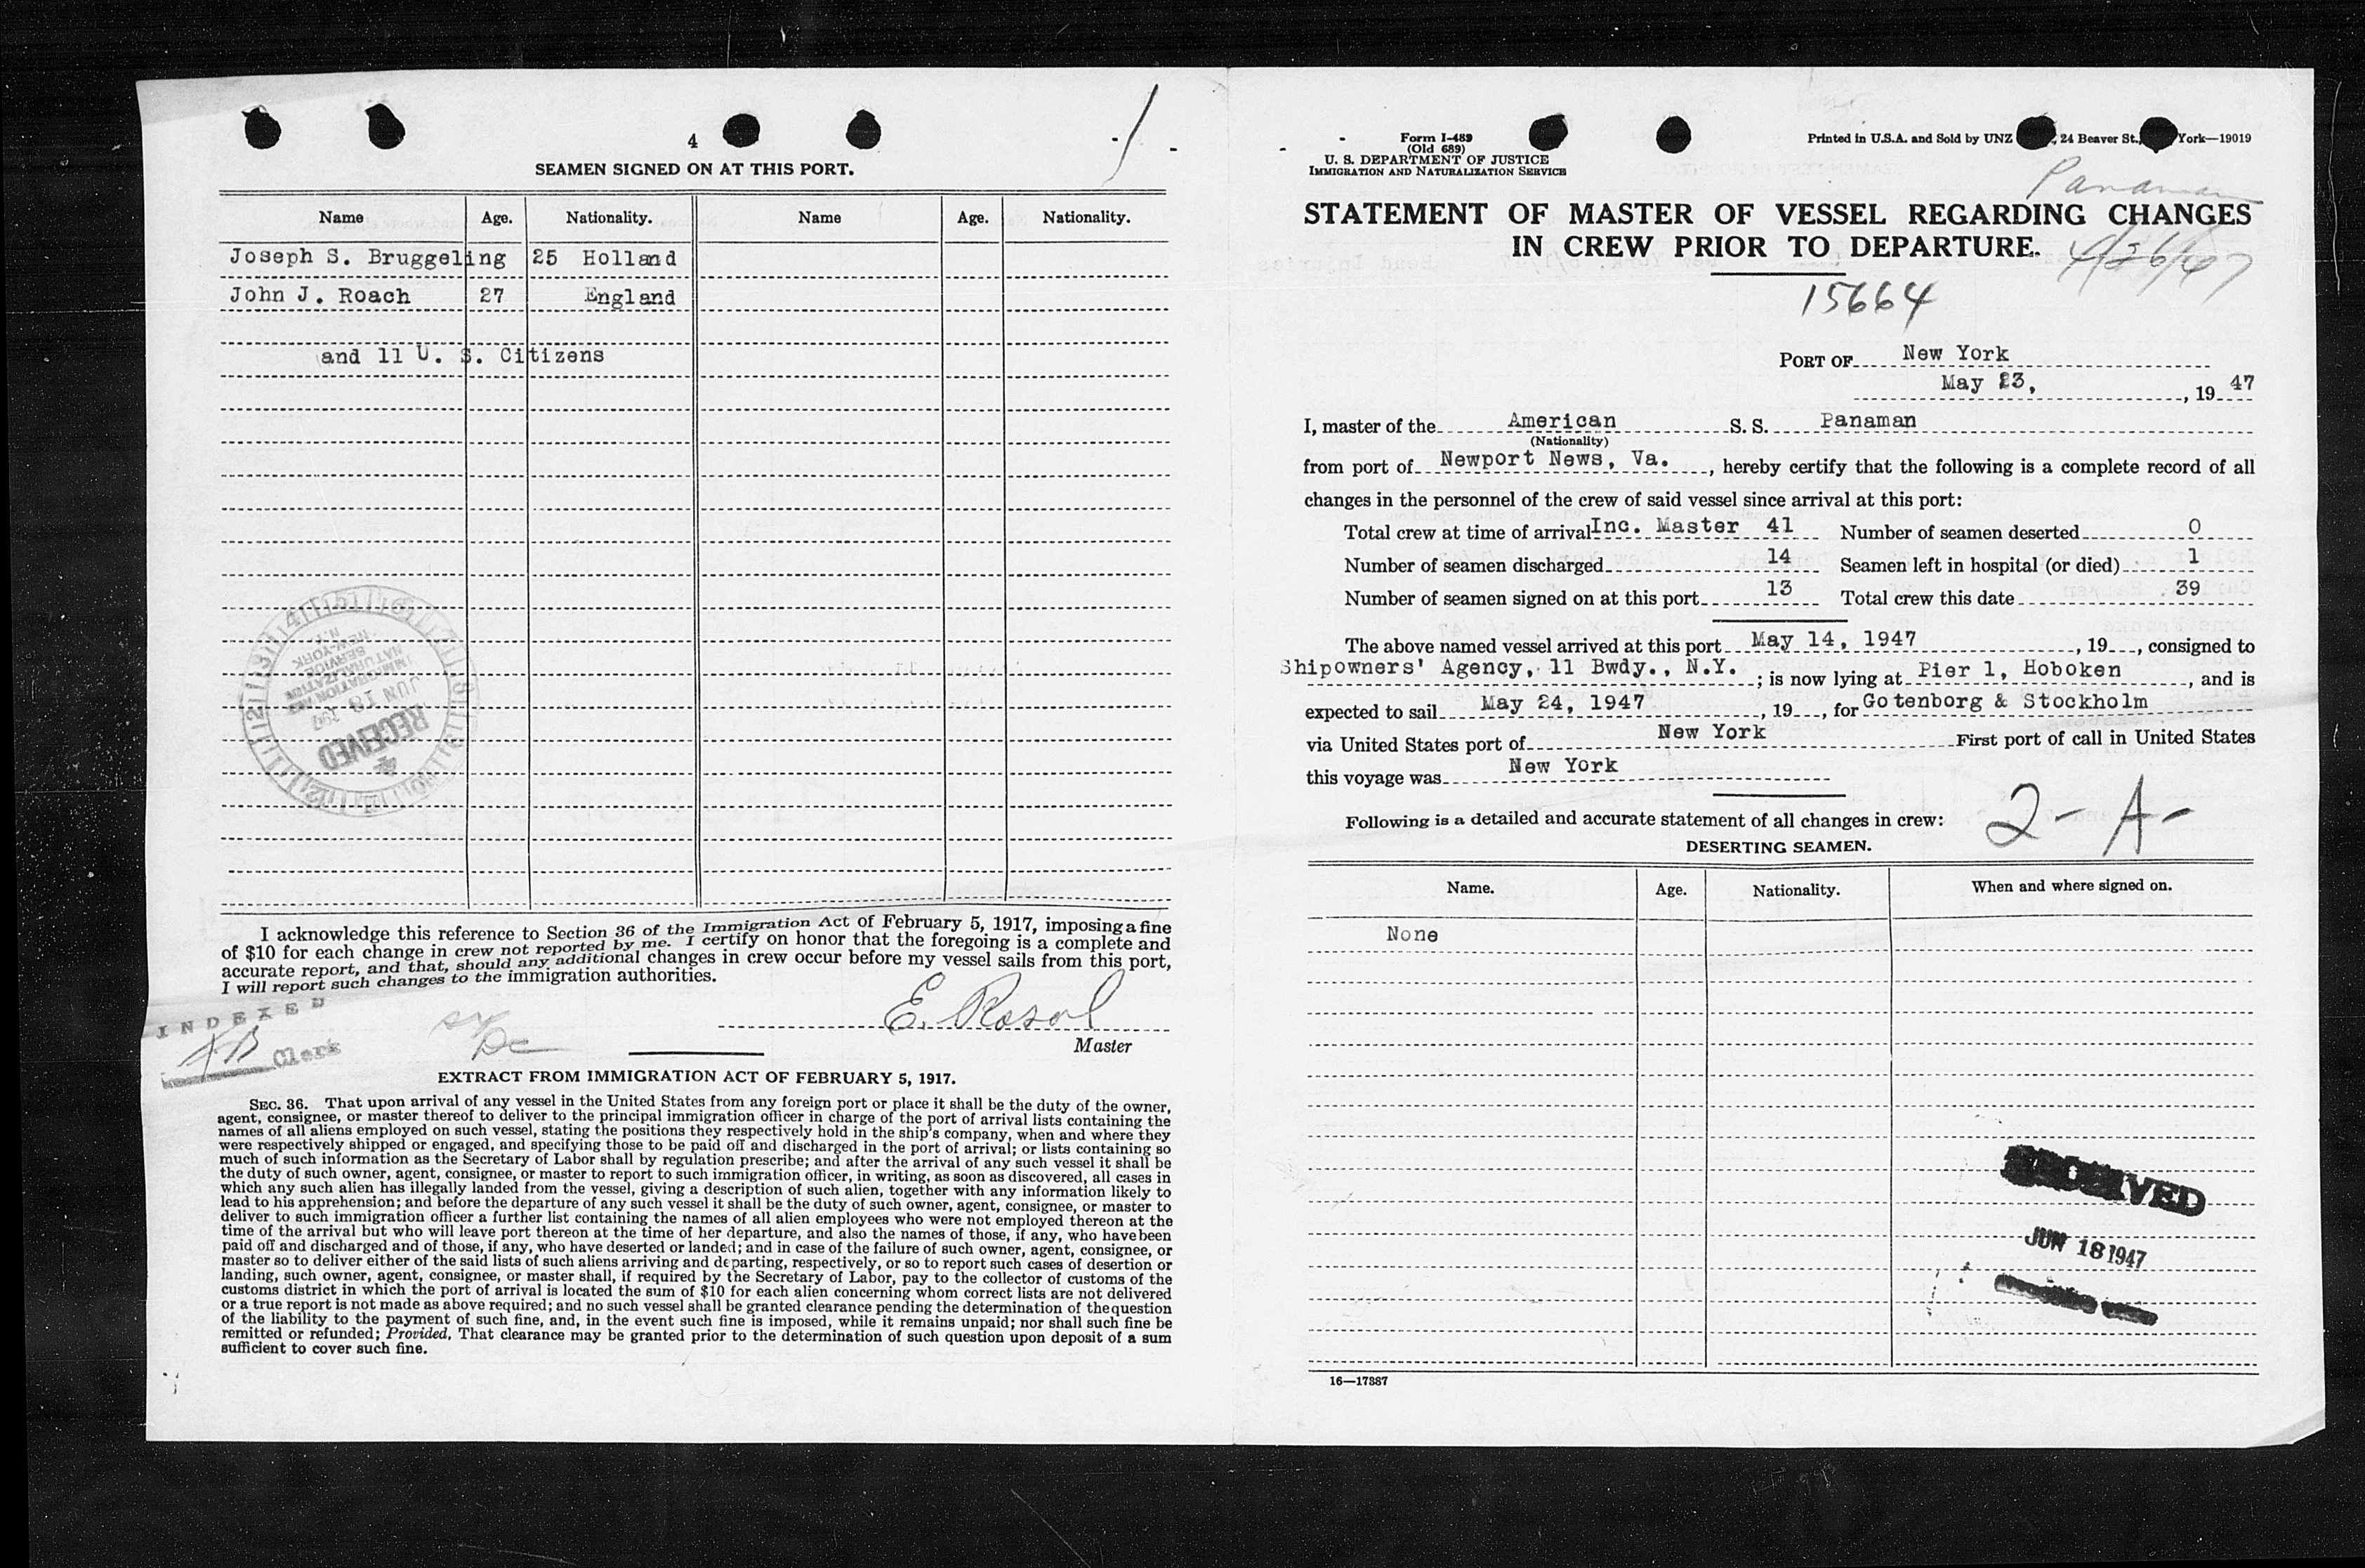 4
SEAMEN SIGNED ON AT THIS PORT.
Name Age. Nationality. Name Age. Nationality.
Joseph S. Bruggeling 25 Holland
John J. Roach 27 England
and 11 U. S. Citizens
IMMIGRATION AND
NATURALIZATION
SERVICE
NEW-YORK
N.Y.
JUN 18 1947
RECEIVED
I acknowledge this reference to Section 36 of the Immigration Act of February 5, 1917, imposing a fine
of $10 for each change in crew not reported by me. I certify on honor that the foregoing is a complete and
accurate report, and that, should any additional changes in crew occur before my vessel sails from this port,
I will report such changes to the immigration authorities.
INDEXED
Clerk
E. Rosol
Master
EXTRACT FROM IMMIGRATION ACT OF FEBRUARY 5, 1917.
SEC. 36. That upon arrival of any vessel in the United States from any foreign port or place it shall be the duty of the owner,
agent, consignee, or master thereof to deliver to the principal immigration officer in charge of the port of arrival lists containing the
names of all aliens employed on such vessel, stating the positions they respectively hold in the ship's company, when and where they
were respectively shipped or engaged, and specifying those to be paid off and discharged in the port of arrival; or lists containing so
much of such information as the Secretary of Labor shall by regulation prescribe; and after the arrival of any such vessel it shall be
the duty of such owner, agent, consignee, or master to report to such immigration officer, in writing, as soon as discovered, all cases in
which any such alien has illegally landed from the vessel, giving a description of such alien, together with any information likely to
lead to his apprehension; and before the departure of any such vessel it shall be the duty of such owner, agent, consignee, or master to
deliver to such immigration officer a further list containing the names of all alien employees who were not employed thereon at the
time of the arrival but who will leave port thereon at the time of her departure, and also the names of those, if any, who have been
paid off and discharged and of those, if any, who have deserted or landed; and in case of the failure of such owner, agent, consignee, or
master so to deliver either of the said lists of such aliens arriving and departing, respectively, or so to report such cases of desertion or
landing, such owner, agent, consignee, or master shall, if required by the Secretary of Labor, pay to the collector of customs of the
customs district in which the port of arrival is located the sum of $10 for each alien concerning whom correct lists are not delivered
or a true report is not made as above required; and no such vessel shall be granted clearance pending the determination of the question
of the liability to the payment of such fine, and, in the event such fine is imposed, while it remains unpaid; nor shall such fine be
remitted or refunded; Provided, That clearance may be granted prior to the determination of such question upon deposit of a sum
sufficient to cover such fine.
Form I-489
(Old 689)
U. S. DEPARTMENT OF JUSTICE
IMMIGRATION AND NATURALIZATION SERVICE
Printed in U.S.A. and Sold by UNZ 24 Beaver St., York—19019
Panaman
STATEMENT OF MASTER OF VESSEL REGARDING CHANGES
IN CREW PRIOR TO DEPARTURE.
4/26/47
15664
PORT OF New York
May 23, , 19 47
I, master of the American S. S. Panaman
(Nationality)
from port of Newport News, Va. , hereby certify that the following is a complete record of all
changes in the personnel of the crew of said vessel since arrival at this port:
Total crew at time of arrival Inc. Master 41 Number of seamen deserted 0
Number of seamen discharged 14 Seamen left in hospital (or died) 1
Number of seamen signed on at this port 13 Total crew this date 39
The above named vessel arrived at this port May 14, 1947 , 19 , consigned to
Shipowners' Agency, 11 Bwdy., N.Y. ; is now lying at Pier 1, Hoboken , and is
expected to sail May 24, 1947 , 19 , for Gotenborg & Stockholm
via United States port of New York First port of call in United States
this voyage was New York
Following is a detailed and accurate statement of all changes in crew:
2 - A -
DESERTING SEAMEN.
Name. Age. Nationality. When and where signed on.
None
RECEIVED
JUN 18 1947
16—17387